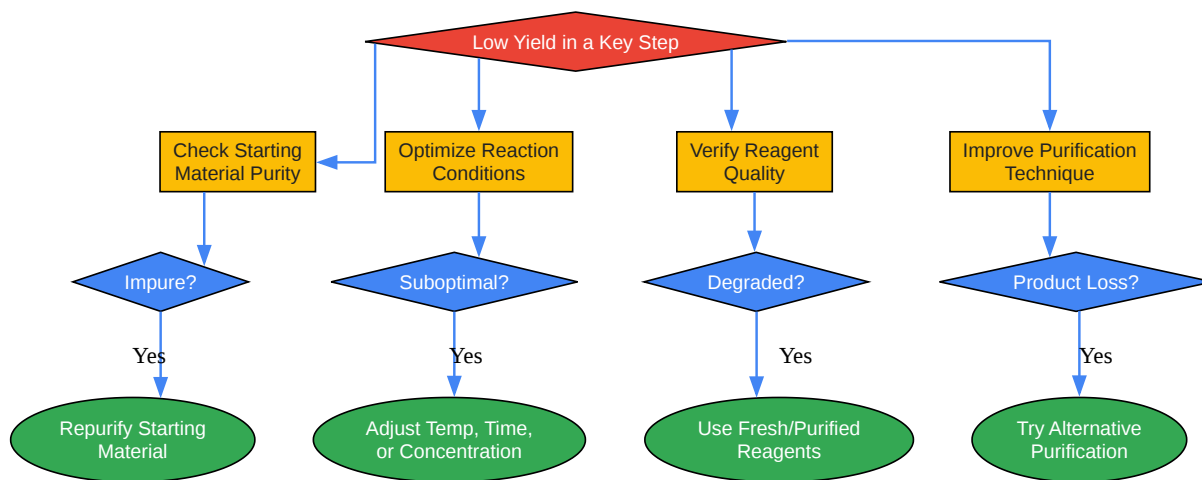 Low Yield in a Key Step
Check Starting
Material Purity
Optimize Reaction
Conditions
Verify Reagent
Quality
Improve Purification
Technique
Impure?
Suboptimal?
Degraded?
Product Loss?
Yes
Yes
Yes
Yes
Repurify Starting
Material
Adjust Temp, Time,
or Concentration
Use Fresh/Purified
Reagents
Try Alternative
Purification